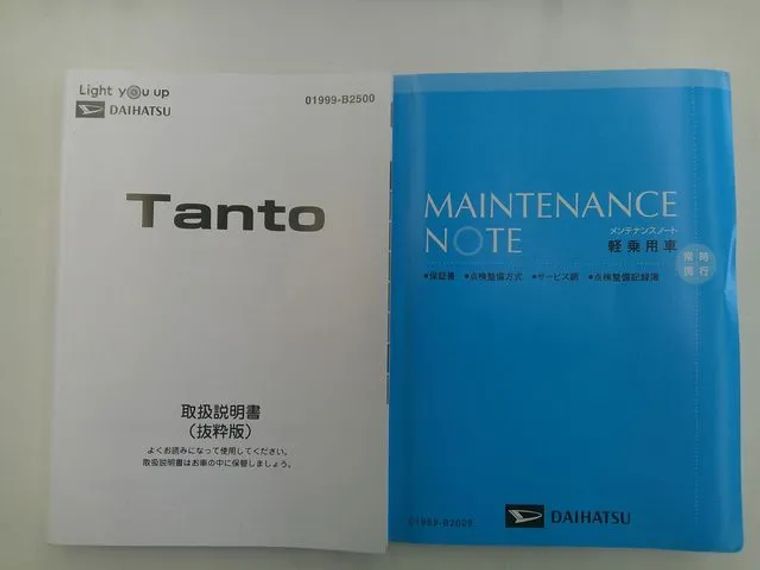 Light you up
DAIHATSU
01999-B2500
Tanto
取扱説明書
(抜粋版)
よくお読みになって使用してください。
取扱説明書はお車の中に保管しましょう。
MAINTENANCE
NOTE
メンテナンスノート
軽乗用車
常時
携行
●保証書 ●点検整備方式 ●サービス網 ●点検整備記録簿
DAIHATSU